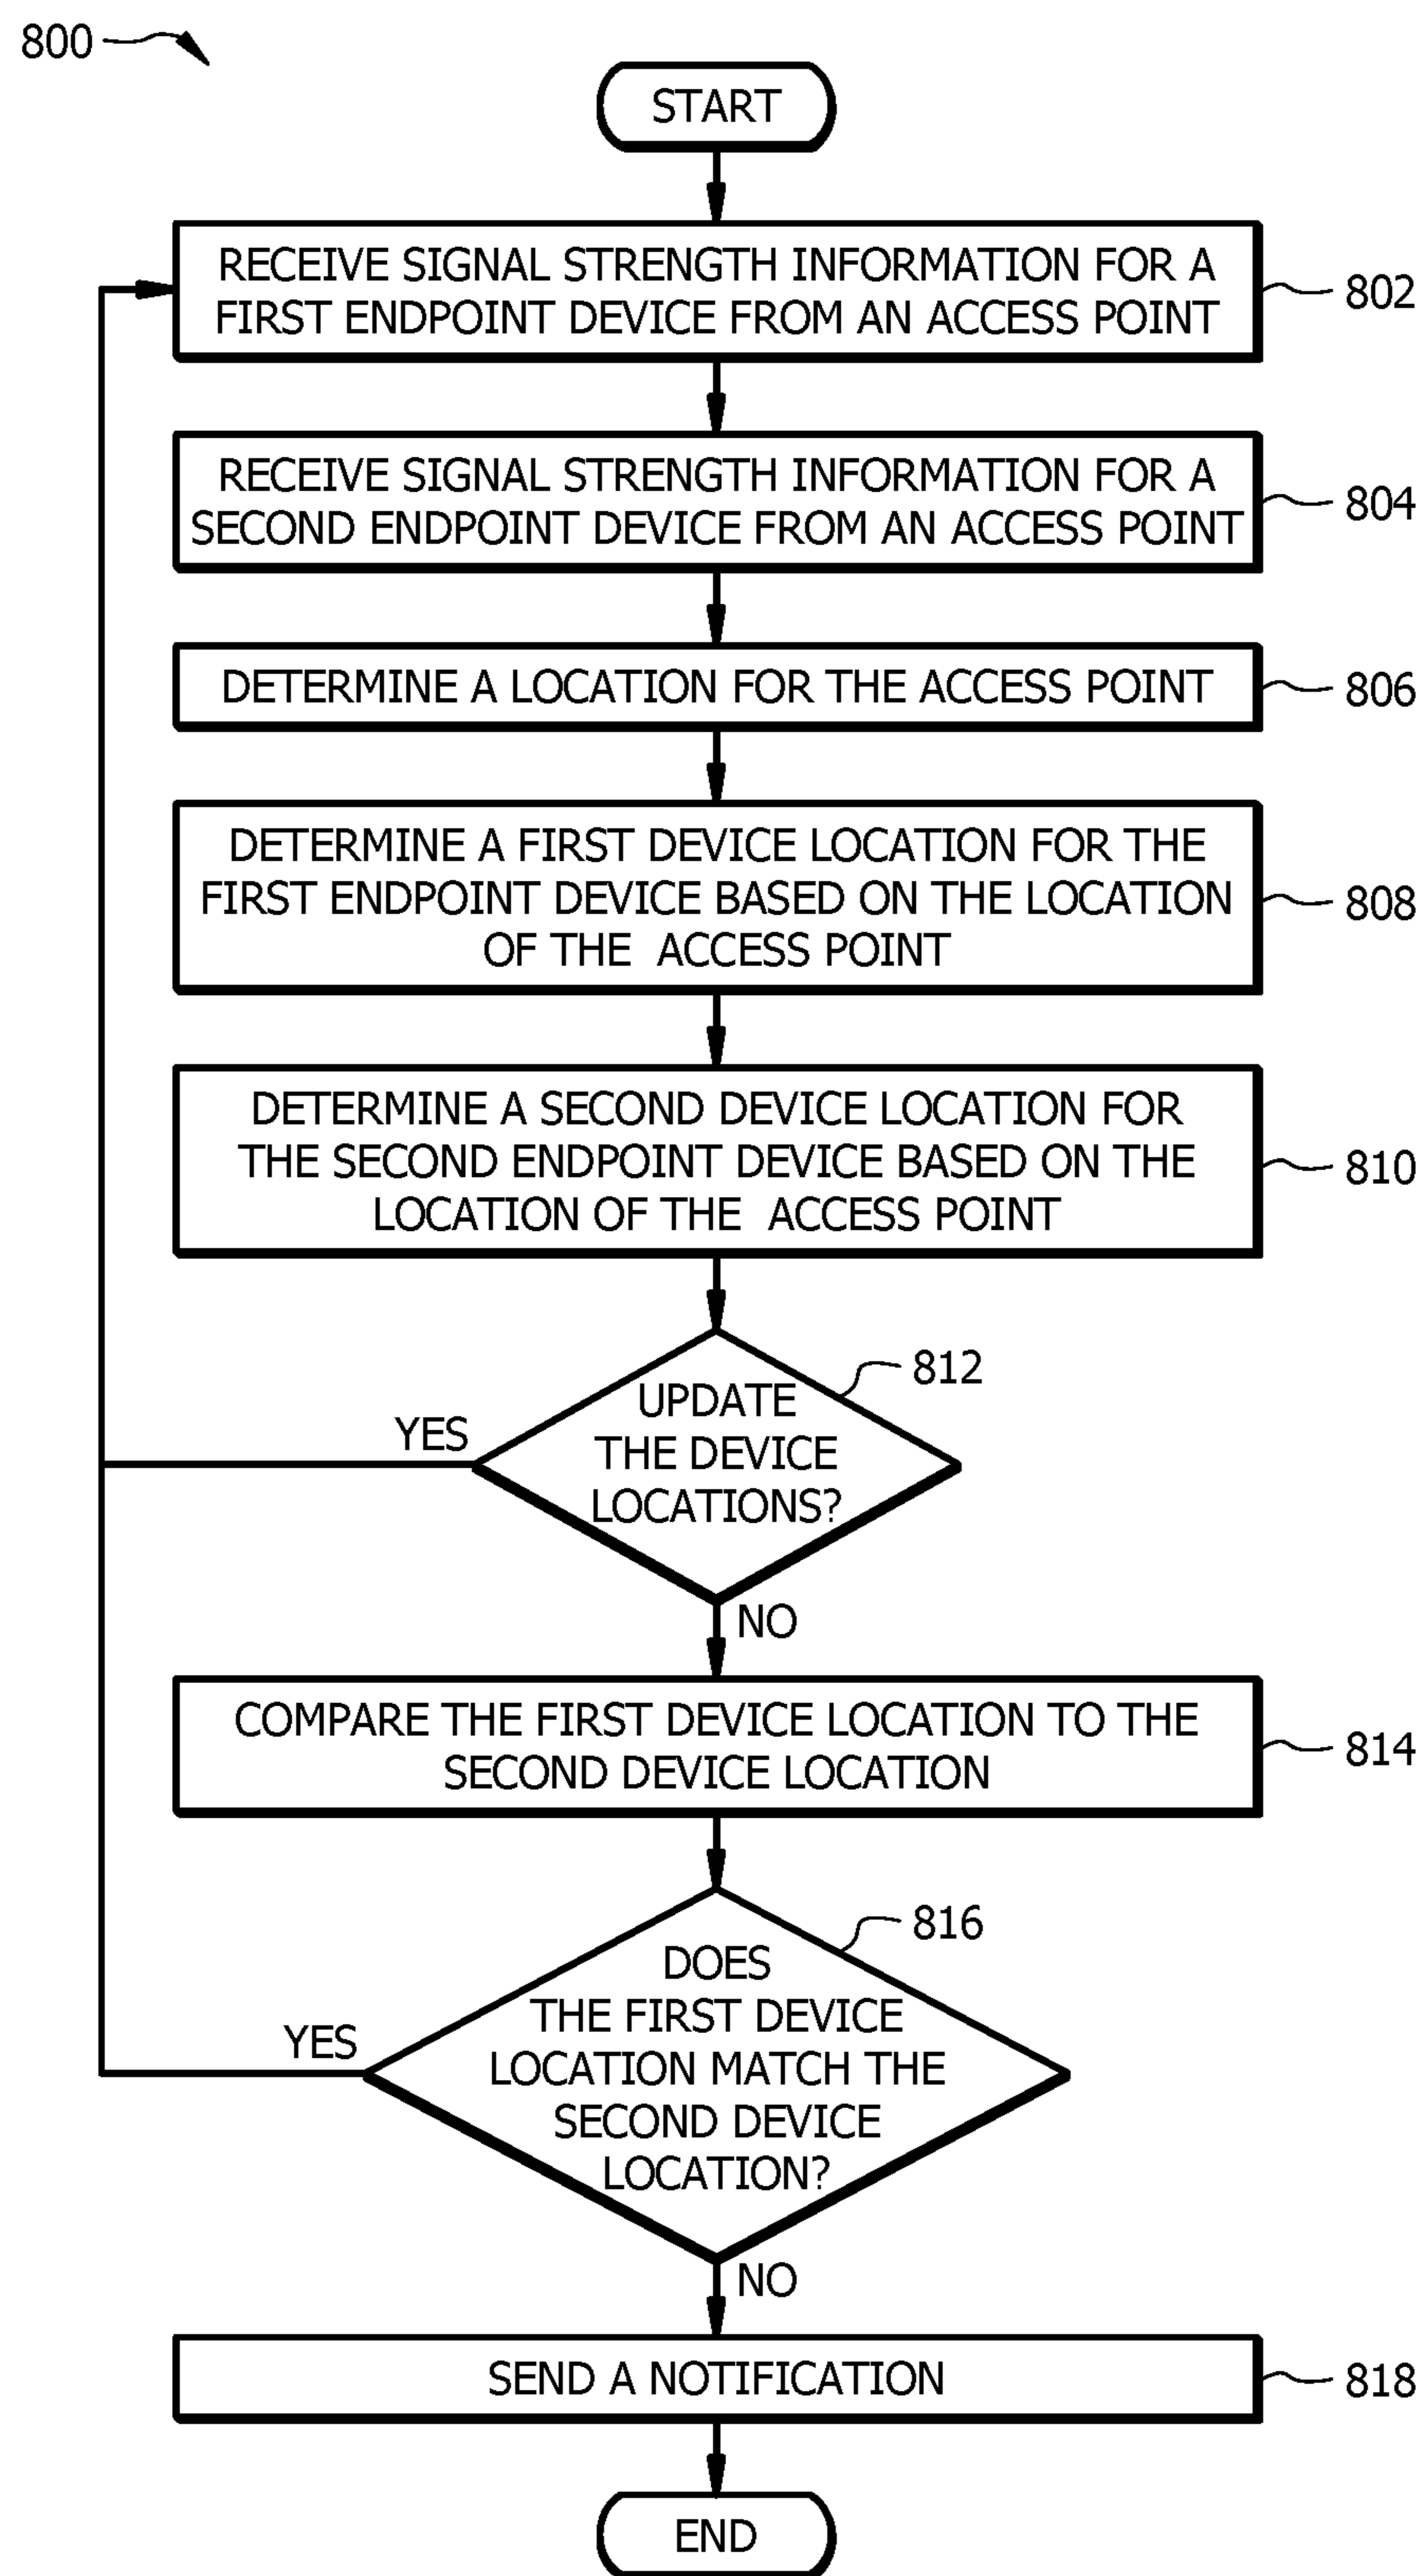 800
START
RECEIVE SIGNAL STRENGTH INFORMATION FOR A
FIRST ENDPOINT DEVICE FROM AN ACCESS POINT
802
RECEIVE SIGNAL STRENGTH INFORMATION FOR A
SECOND ENDPOINT DEVICE FROM AN ACCESS POINT
804
DETERMINE A LOCATION FOR THE ACCESS POINT
806
DETERMINE A FIRST DEVICE LOCATION FOR THE
FIRST ENDPOINT DEVICE BASED ON THE LOCATION
OF THE ACCESS POINT
808
DETERMINE A SECOND DEVICE LOCATION FOR
THE SECOND ENDPOINT DEVICE BASED ON THE
LOCATION OF THE ACCESS POINT
810
812
UPDATE
THE DEVICE
LOCATIONS?
YES
NO
COMPARE THE FIRST DEVICE LOCATION TO THE
SECOND DEVICE LOCATION
814
816
DOES
THE FIRST DEVICE
LOCATION MATCH THE
SECOND DEVICE
LOCATION?
YES
NO
SEND A NOTIFICATION
818
END